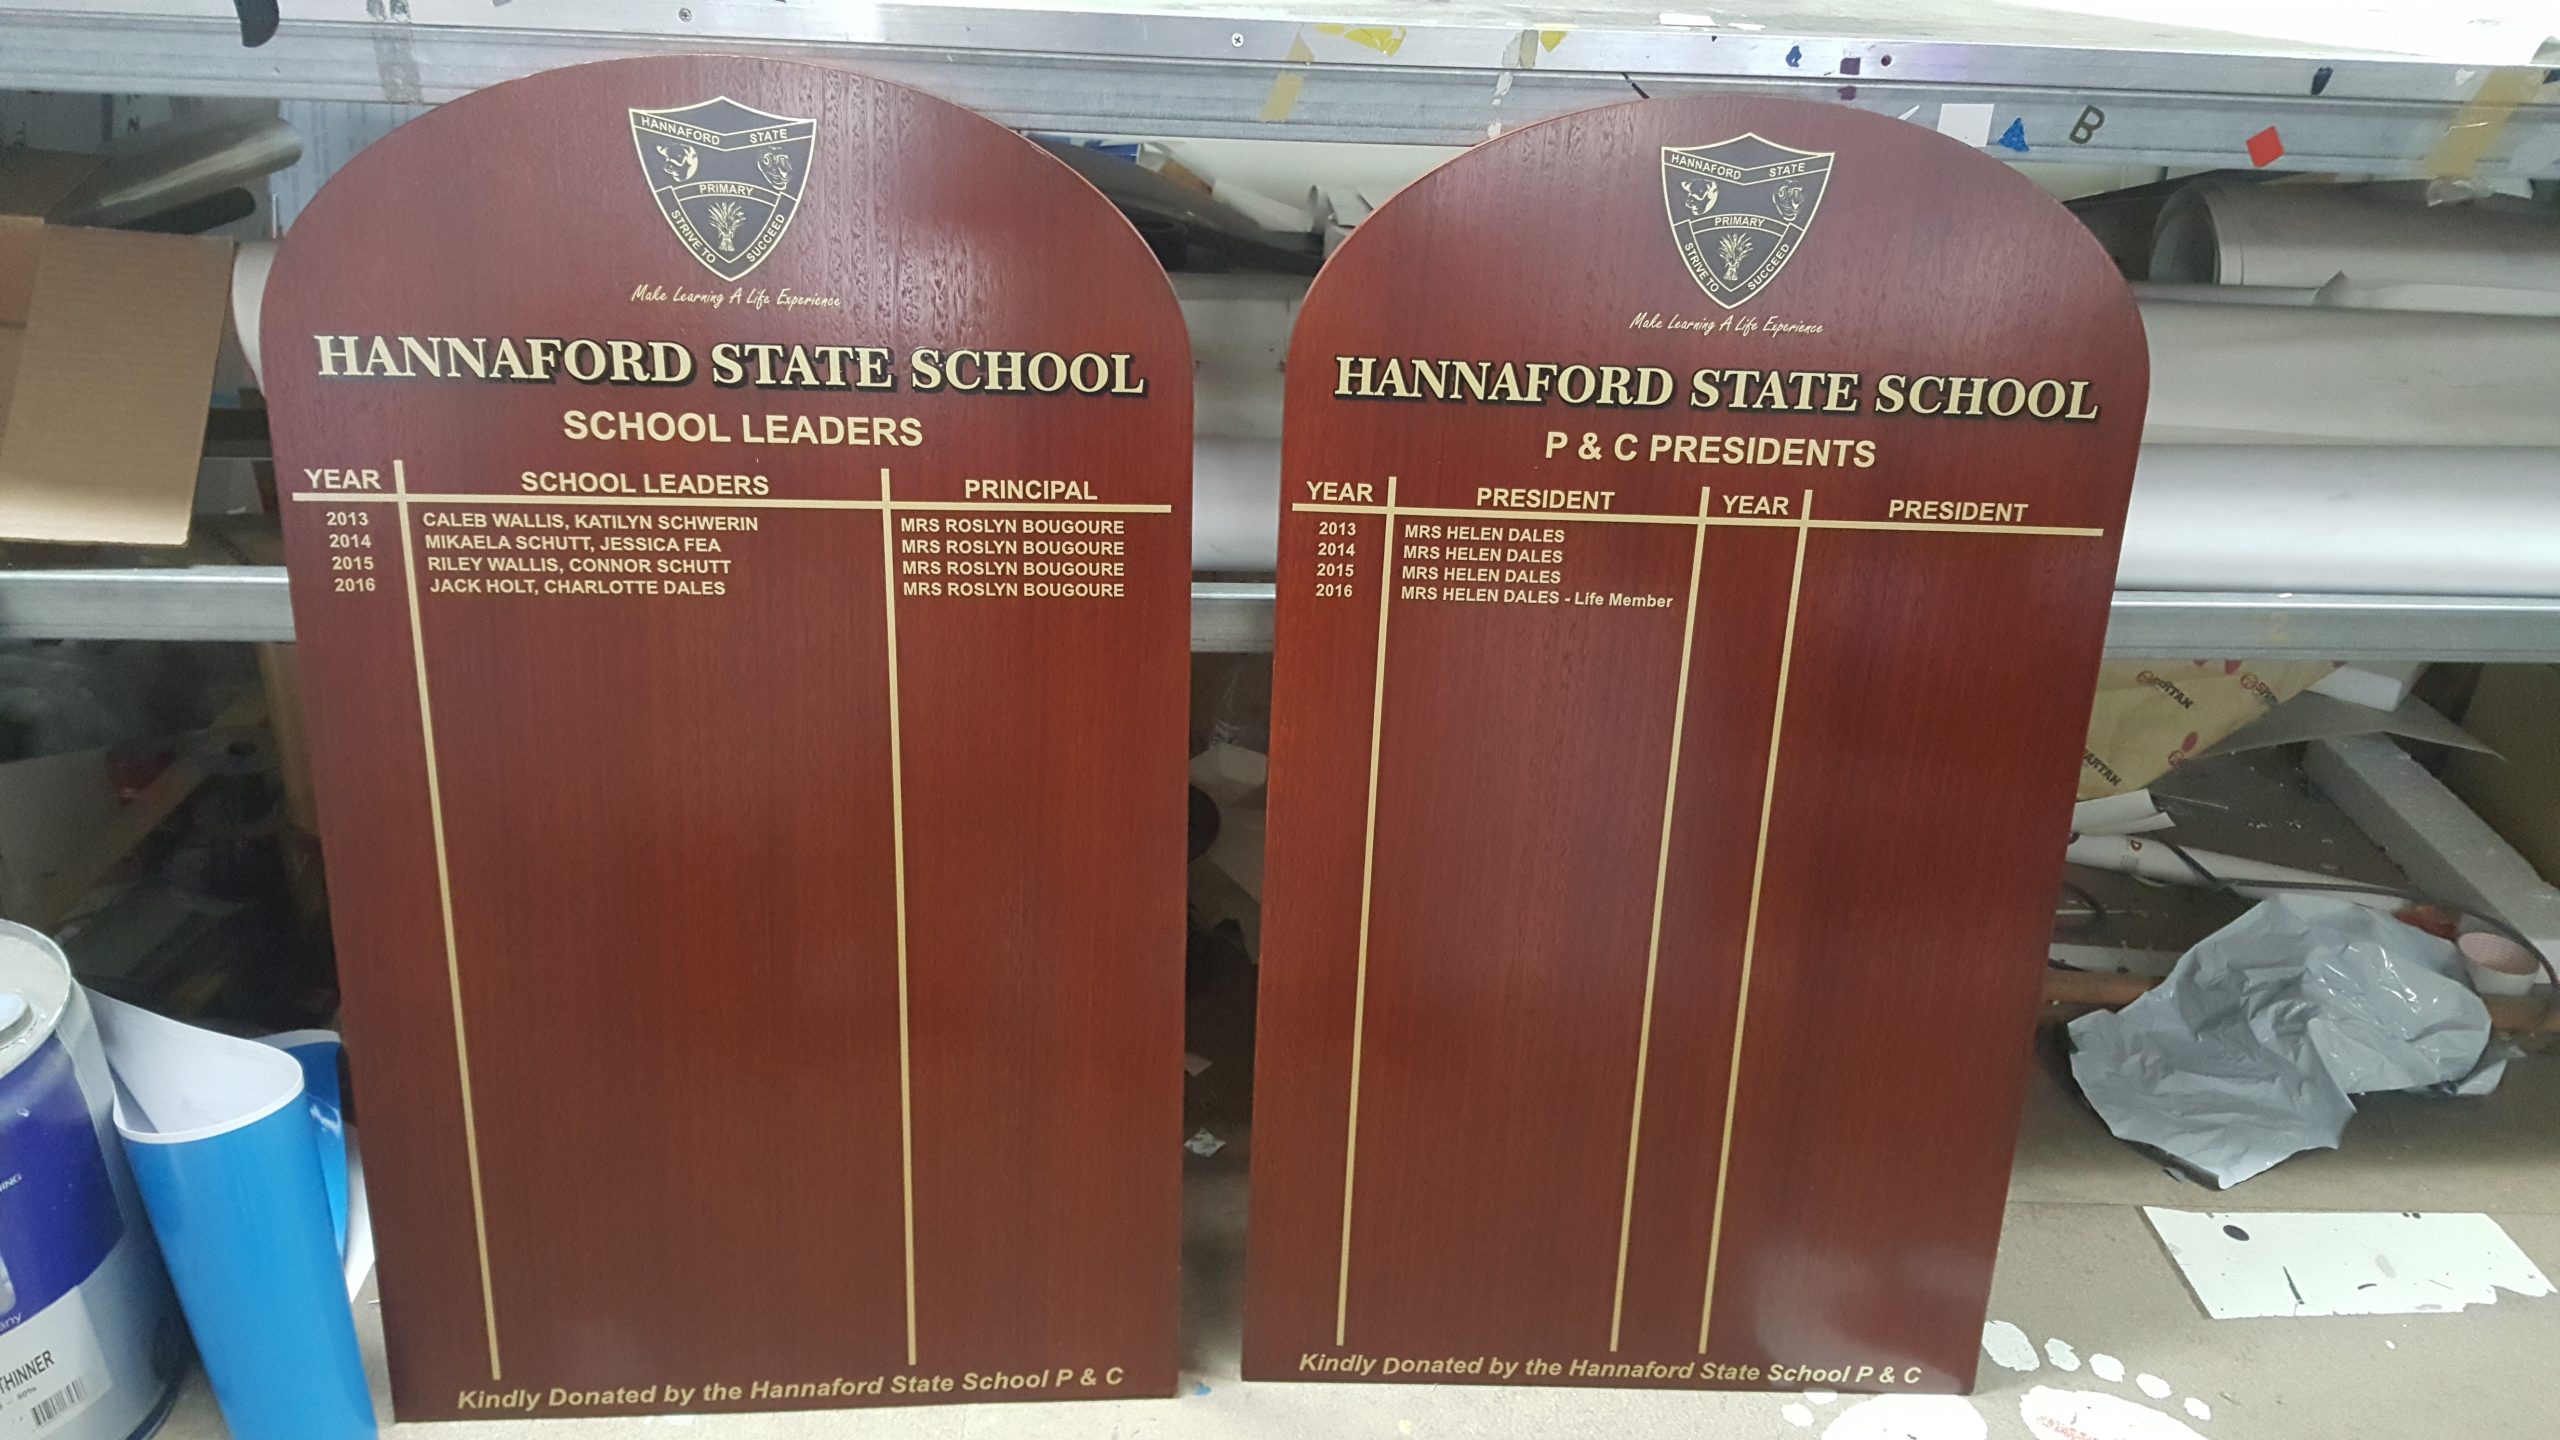 HANNAFORD STATE
PRIMARY
STRIVE TO SUCCEED
Make Learning A Life Experience
HANNAFORD STATE SCHOOL
SCHOOL LEADERS
YEAR SCHOOL LEADERS PRINCIPAL
2013 CALEB WALLIS, KATILYN SCHWERIN MRS ROSLYN BOUGOURE
2014 MIKAELA SCHUTT, JESSICA FEA MRS ROSLYN BOUGOURE
2015 RILEY WALLIS, CONNOR SCHUTT MRS ROSLYN BOUGOURE
2016 JACK HOLT, CHARLOTTE DALES MRS ROSLYN BOUGOURE
Kindly Donated by the Hannaford State School P & C
HANNAFORD STATE
PRIMARY
STRIVE TO SUCCEED
Make Learning A Life Experience
HANNAFORD STATE SCHOOL
P & C PRESIDENTS
YEAR PRESIDENT YEAR PRESIDENT
2013 MRS HELEN DALES
2014 MRS HELEN DALES
2015 MRS HELEN DALES
2016 MRS HELEN DALES - Life Member
Kindly Donated by the Hannaford State School P & C
B
SPARTAN
THINNER